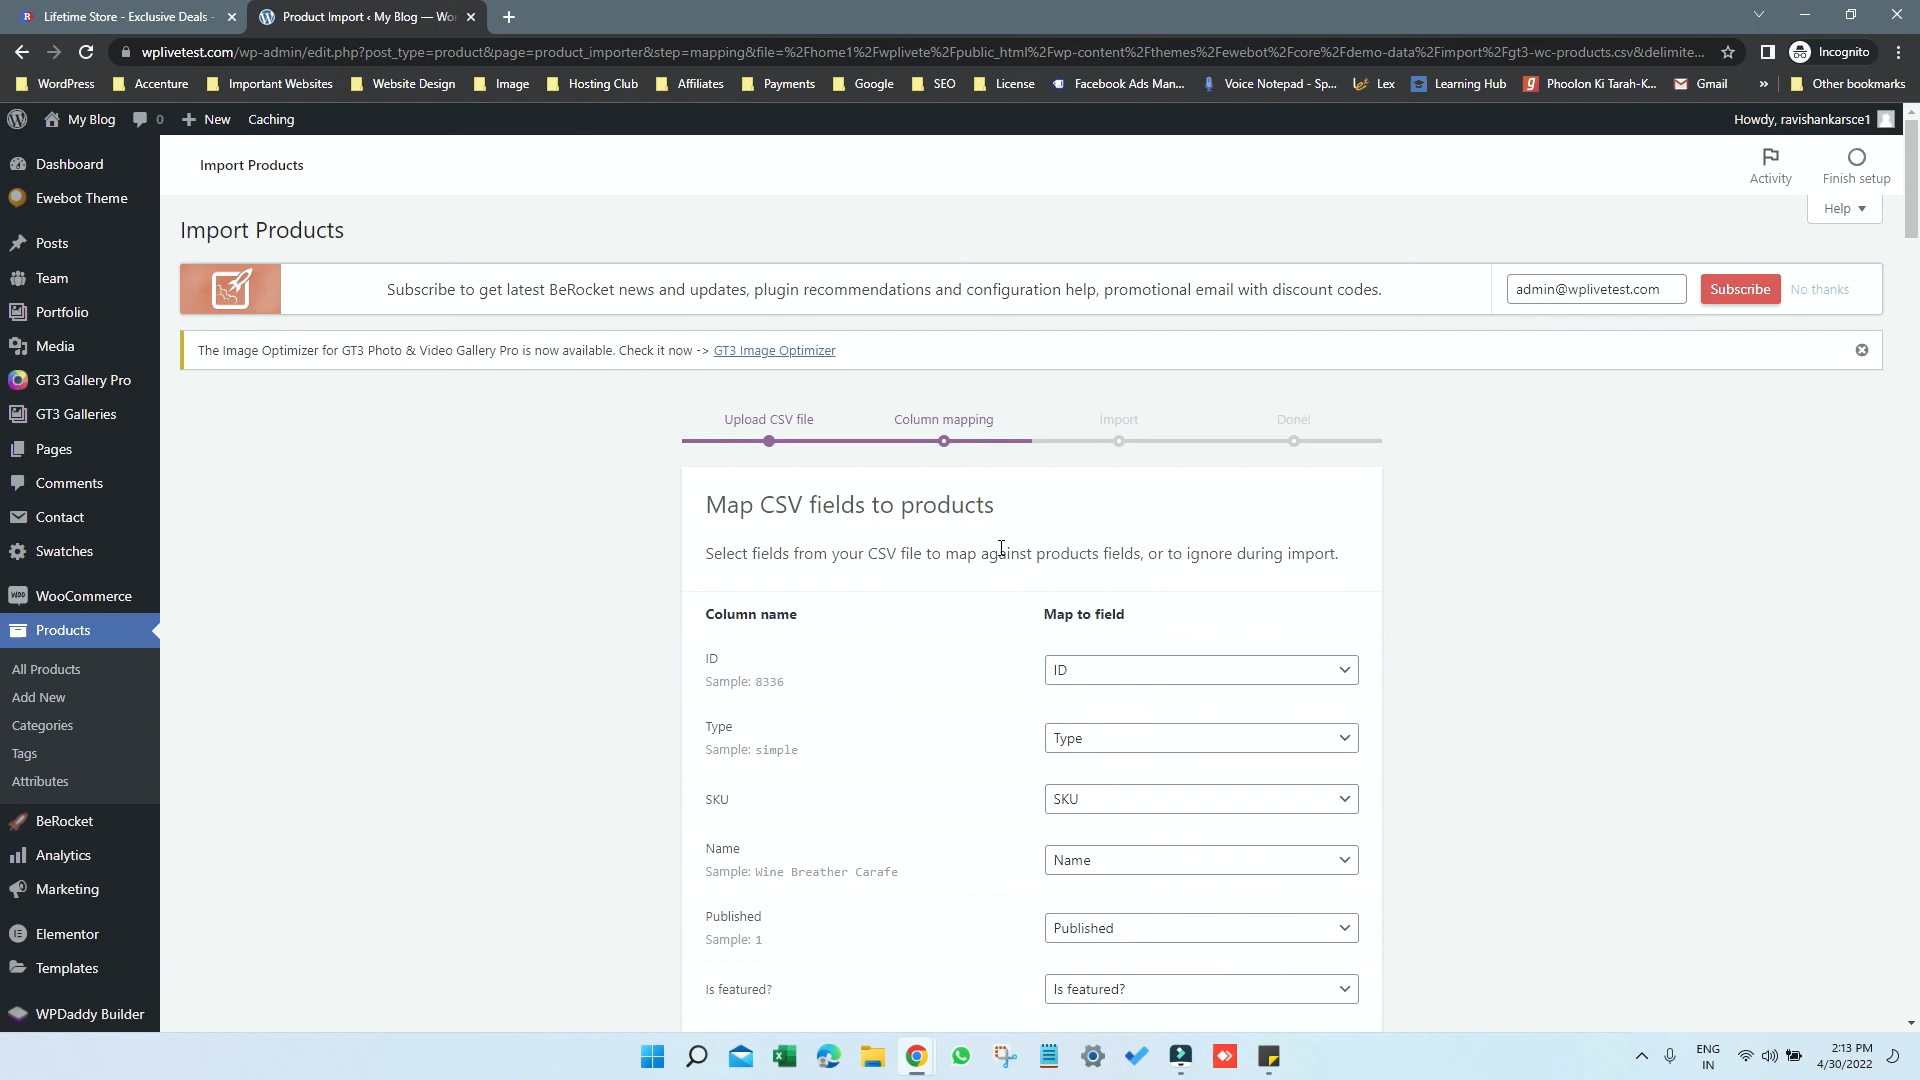 Lifetime Store - Exclusive Deals -
Product Import ‹ My Blog — Wo
wplivetest.com/wp-admin/edit.php?post_type=product&page=product_importer&step=mapping&file=%2Fhome1%2Fwplivete%2Fpublic_html%2Fwp-content%2Fthemes%2Fewebot%2Fcore%2Fdemo-data%2Fimport%2Fgt3-wc-products.csv&delimite...
Incognito
WordPress
Accenture
Important Websites
Website Design
Image
Hosting Club
Affiliates
Payments
Google
SEO
License
Facebook Ads Man...
Voice Notepad - Sp...
Lex
Learning Hub
Phoolon Ki Tarah-K...
Gmail
»
Other bookmarks
My Blog
0
New
Caching
Howdy, ravishankarsce1
Dashboard
Ewebot Theme
Posts
Team
Portfolio
Media
GT3 Gallery Pro
GT3 Galleries
Pages
Comments
Contact
Swatches
WooCommerce
Products
All Products
Add New
Categories
Tags
Attributes
BeRocket
Analytics
Marketing
Elementor
Templates
WPDaddy Builder
Import Products
Activity
Finish setup
Help
Import Products
Subscribe to get latest BeRocket news and updates, plugin recommendations and configuration help, promotional email with discount codes.
admin@wplivetest.com
Subscribe
No thanks
The Image Optimizer for GT3 Photo & Video Gallery Pro is now available. Check it now -> GT3 Image Optimizer
Upload CSV file
Column mapping
Import
Done!
Map CSV fields to products
Select fields from your CSV file to map against products fields, or to ignore during import.
Column name
Map to field
ID
Sample: 8336
ID
Type
Sample: simple
Type
SKU
SKU
Name
Sample: Wine Breather Carafe
Name
Published
Sample: 1
Published
Is featured?
Is featured?
ENG
IN
2:13 PM
4/30/2022